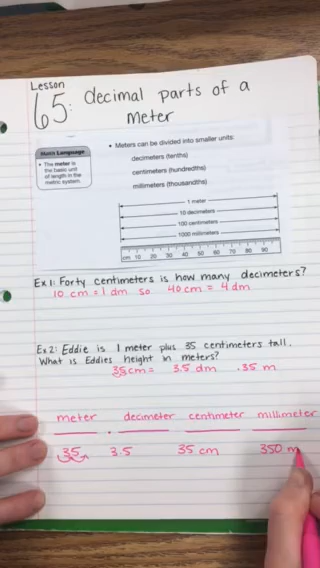 Lesson
65: decimal parts of a
meter
Math Language
• The meter is
the basic unit
of length in the
metric system.
• Meters can be divided into smaller units:
decimeters (tenths)
centimeters (hundredths)
millimeters (thousandths)
1 meter
10 decimeters
100 centimeters
1000 millimeters
cm 10 20 30 40 50 60 70 80 90
Ex 1: Forty centimeters is how many decimeters?
10 cm = 1 dm so 40 cm = 4 dm
Ex 2: Eddie is 1 meter plus 35 centimeters tall.
What is Eddies height in meters?
35 cm = 3.5 dm .35 m
meter decimeter centimeter millimeter
.
.35 3.5 35 cm 350 m